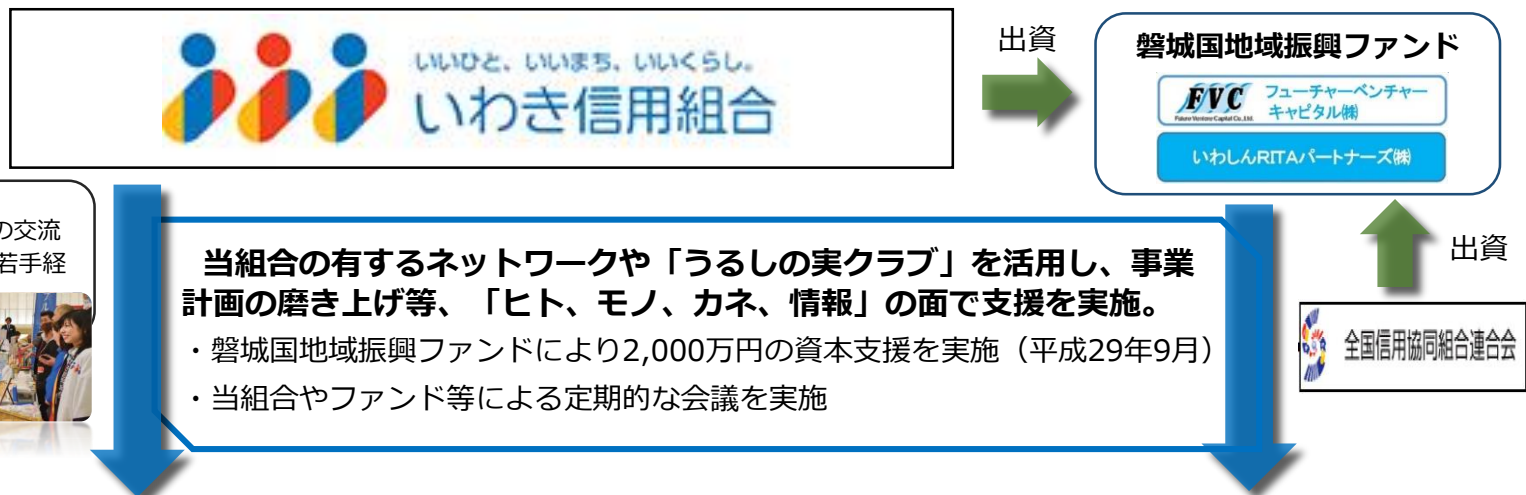 いいひと、いいまち、いいくらし。
いわき信用組合
出資
磐城国地域振興ファンド
FVC
Future Venture Capital Co., Ltd.
フューチャーベンチャー
キャピタル㈱
いわしんRITAパートナーズ㈱
の交流
若手経
当組合の有するネットワークや「うるしの実クラブ」を活用し、事業
計画の磨き上げ等、「ヒト、モノ、カネ、情報」の面で支援を実施。
・磐城国地域振興ファンドにより2,000万円の資本支援を実施（平成29年9月）
・当組合やファンド等による定期的な会議を実施
出資
全国信用協同組合連合会